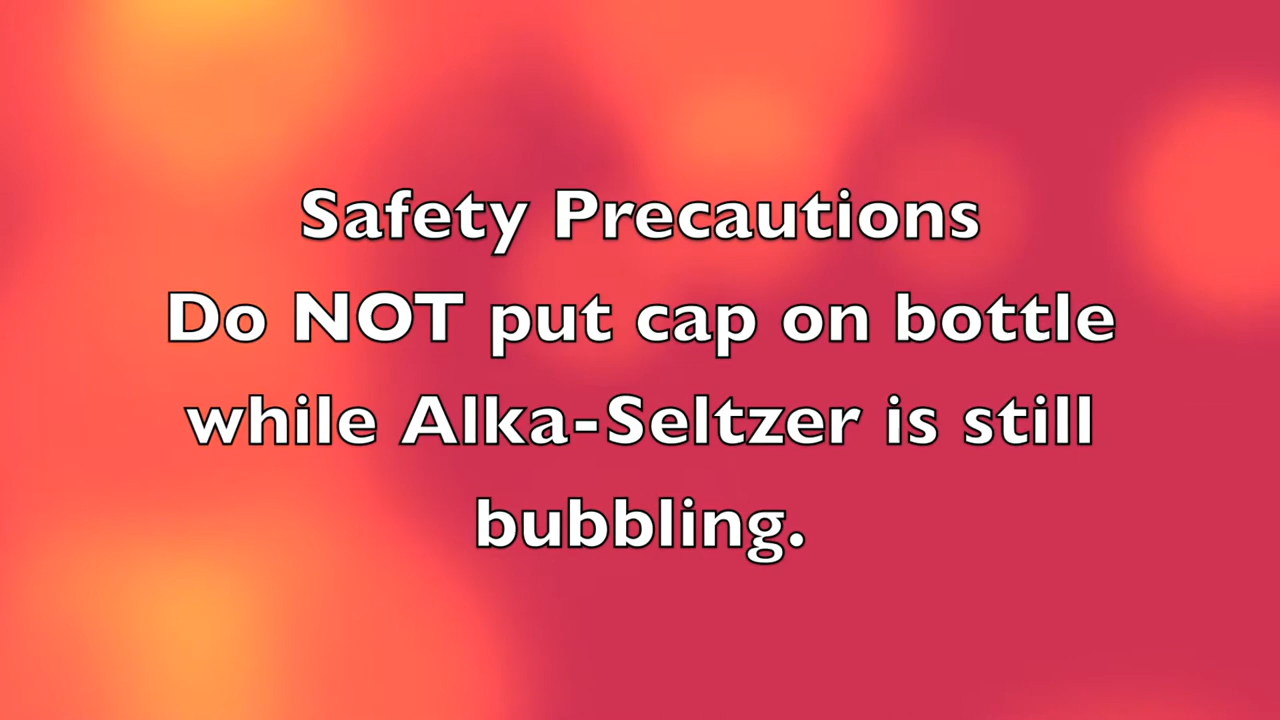 Safety Precautions
Do NOT put cap on bottle
while Alka-Seltzer is still
bubbling.